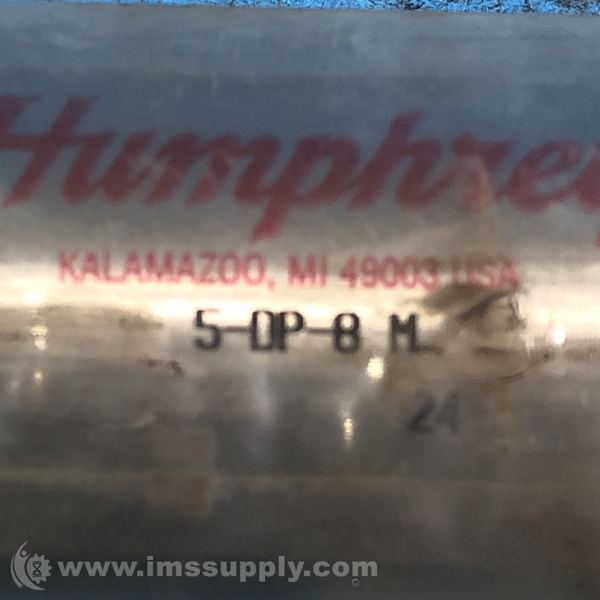 Humphrey
KALAMAZOO, MI 49003 USA
5-DP-8 M
24
www.imssupply.com